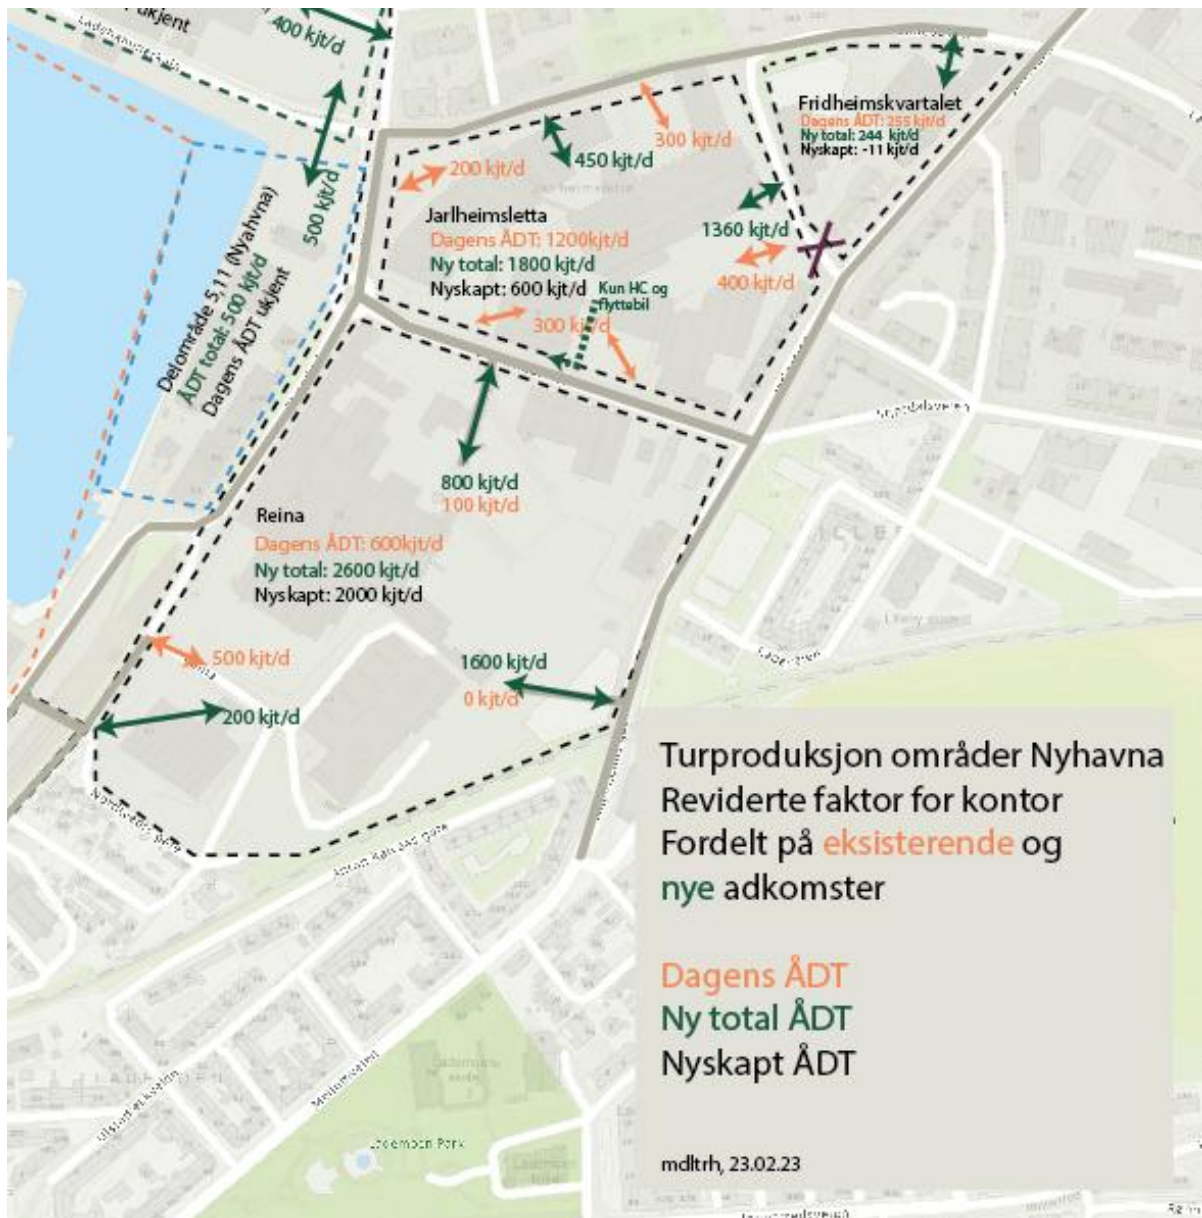 ukjent
400 kjt/d
500 kjt/d
Delområde 5,11 (Nyahvna)
ÅDT total: 500 kjt/d
Dagens ÅDT ukjent
Fridheimskvartalet
Dagens ÅDT: 255 kjt/d
Ny total: 244 kjt/d
Nyskapt: -11 kjt/d
300 kjt/d
450 kjt/d
200 kjt/d
Jarlheimsletta
Dagens ÅDT: 1200kjt/d
Ny total: 1800 kjt/d
Nyskapt: 600 kjt/d
1360 kjt/d
400 kjt/d
Kun HC og
flyttebil
300 kjt/d
800 kjt/d
100 kjt/d
Reina
Dagens ÅDT: 600kjt/d
Ny total: 2600 kjt/d
Nyskapt: 2000 kjt/d
500 kjt/d
200 kjt/d
1600 kjt/d
0 kjt/d
Mellomveien
Lademoen Park
Turproduksjon områder Nyhavna
Reviderte faktor for kontor
Fordelt på eksisterende og
nye adkomster
Dagens ÅDT
Ny total ÅDT
Nyskapt ÅDT
mdltrh, 23.02.23